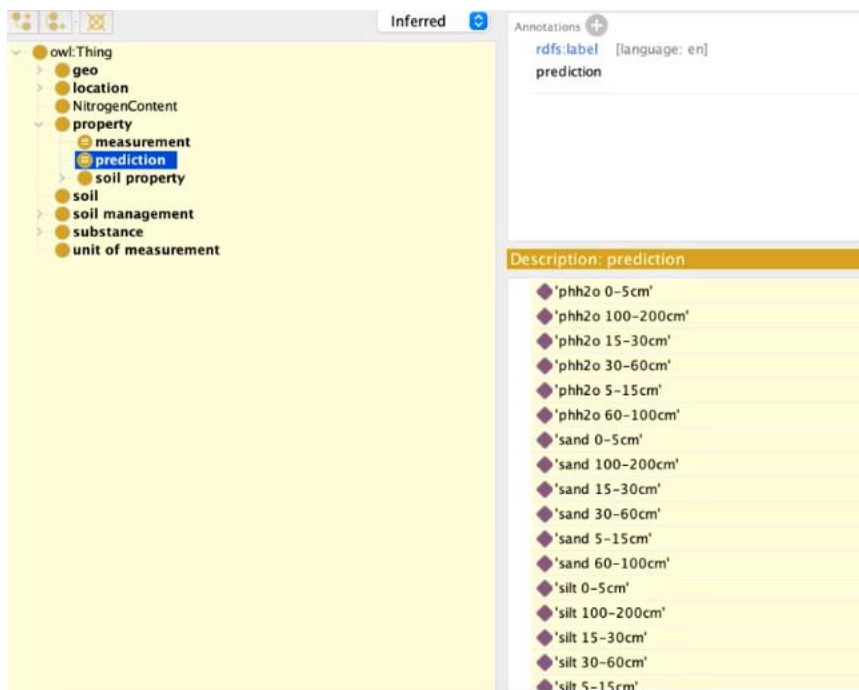 Inferred
owl:Thing
geo
location
NitrogenContent
property
measurement
prediction
soil property
soil
soil management
substance
unit of measurement
Annotations
rdfs:label [language: en]
prediction
Description: prediction
'phh2o 0-5cm'
'phh2o 100-200cm'
'phh2o 15-30cm'
'phh2o 30-60cm'
'phh2o 5-15cm'
'phh2o 60-100cm'
'sand 0-5cm'
'sand 100-200cm'
'sand 15-30cm'
'sand 30-60cm'
'sand 5-15cm'
'sand 60-100cm'
'silt 0-5cm'
'silt 100-200cm'
'silt 15-30cm'
'silt 30-60cm'
'silt 5-15cm'